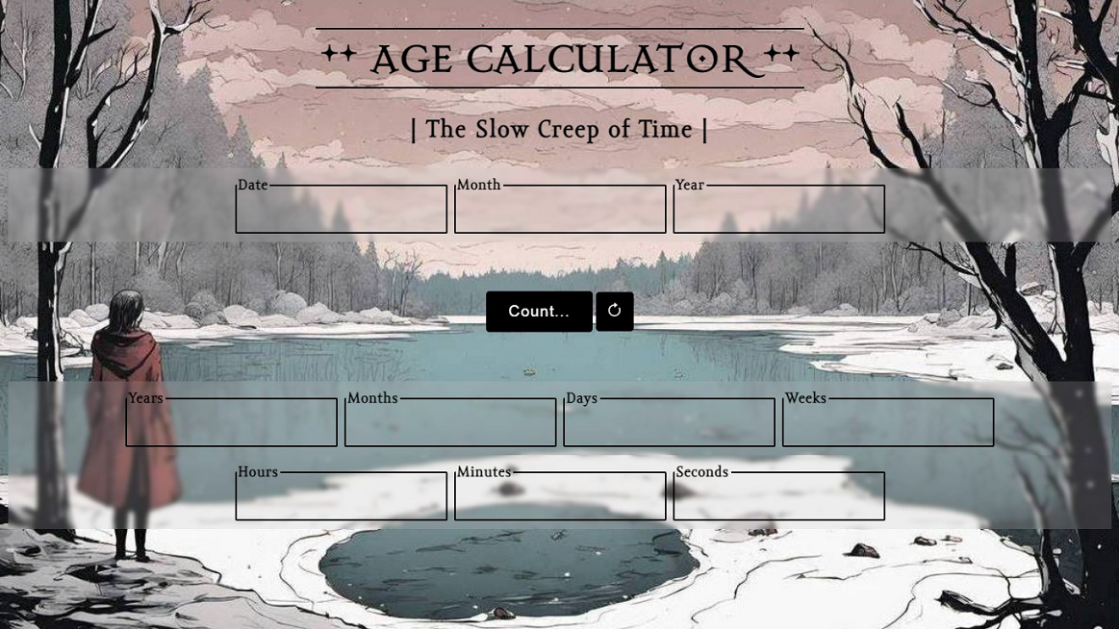 ✦✦ AGE CALCULATOR ✦✦
| The Slow Creep of Time |
Date Month Year
Count...
Years Months Days Weeks
Hours Minutes Seconds